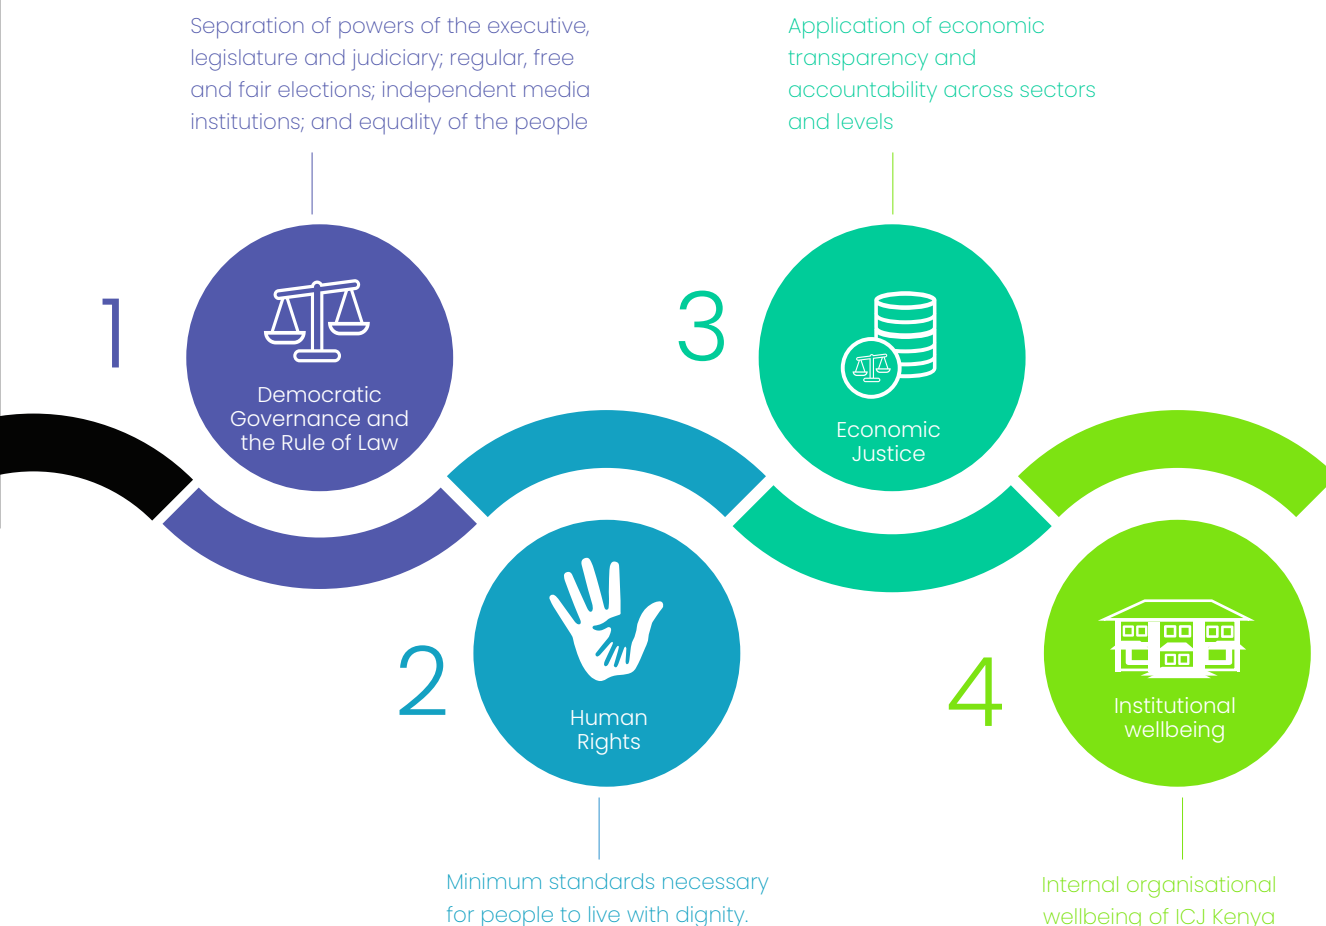 Separation of powers of the executive,
legislature and judiciary; regular, free
and fair elections; independent media
institutions; and equality of the people
1
Democratic
Governance and
the Rule of Law
2
Human
Rights
Minimum standards necessary
for people to live with dignity.
Application of economic
transparency and
accountability across sectors
and levels
3
Economic
Justice
4
Institutional
wellbeing
Internal organisational
wellbeing of ICJ Kenya